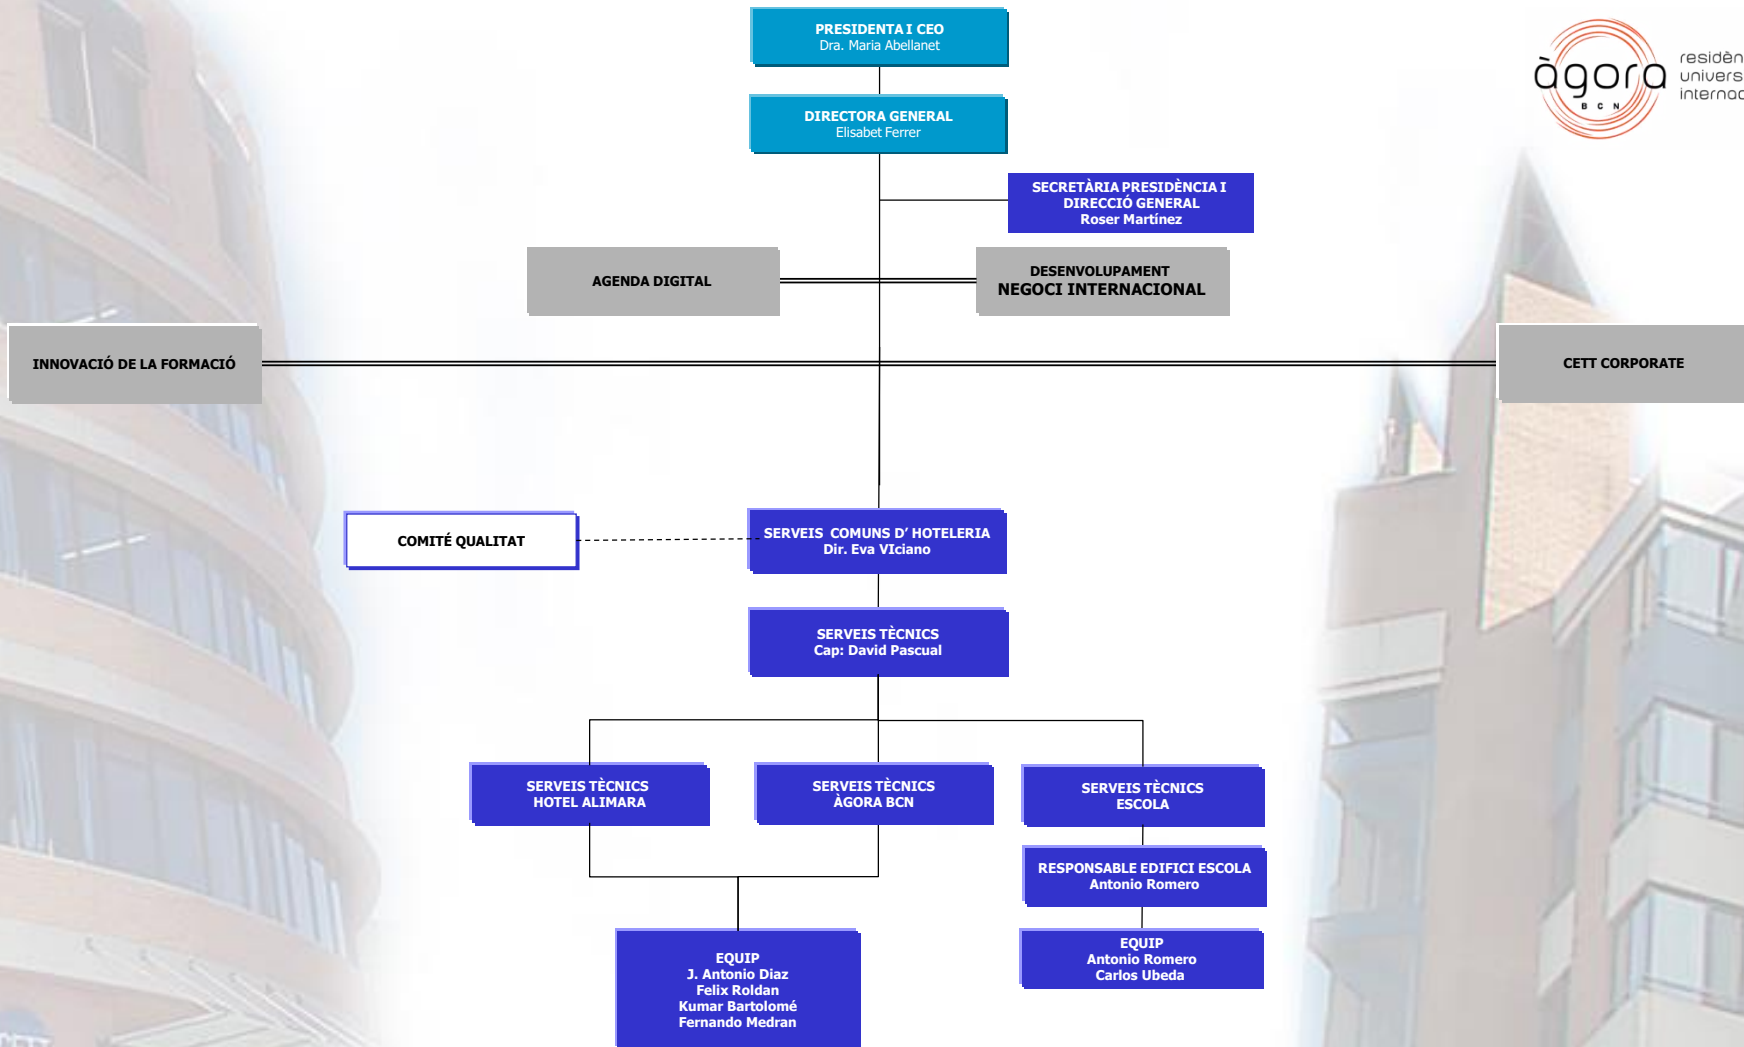 PRESIDENTA I CEO
Dra. Maria Abellanet
àgora
BCN
DIRECTORA GENERAL
Elisabet Ferrer
SECRETÀRIA PRESIDÈNCIA I
DIRECCIÓ GENERAL
Roser Martínez
AGENDA DIGITAL
DESENVOLUPAMENT
NEGOCI INTERNACIONAL
INNOVACIÓ DE LA FORMACIÓ
CETT CORPORATE
COMITÉ QUALITAT
SERVEIS COMUNS D' HOTELERIA
Dir. Eva VIciano
SERVEIS TÈCNICS
Cap: David Pascual
SERVEIS TÈCNICS
HOTEL ALIMARA
SERVEIS TÈCNICS
ÀGORA BCN
SERVEIS TÈCNICS
ESCOLA
RESPONSABLE EDIFICI ESCOLA
Antonio Romero
EQUIP
J. Antonio Diaz
Felix Roldan
Kumar Bartolomé
Fernando Medran
EQUIP
Antonio Romero
Carlos Ubeda